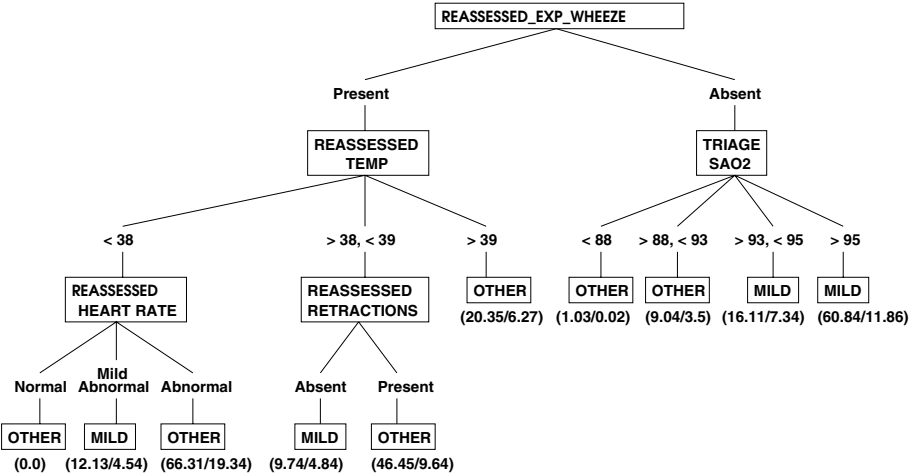 REASSESSED_EXP_WHEEZE
Present
Absent
REASSESSED
TEMP
TRIAGE
SAO2
< 38
> 38, < 39
> 39
< 88
> 88, < 93
> 93, < 95
> 95
REASSESSED
HEART RATE
REASSESSED
RETRACTIONS
OTHER
OTHER
OTHER
MILD
MILD
(20.35/6.27)
(1.03/0.02)
(9.04/3.5)
(16.11/7.34)
(60.84/11.86)
Normal
Mild
Abnormal
Abnormal
Absent
Present
OTHER
MILD
OTHER
MILD
OTHER
(0.0)
(12.13/4.54)
(66.31/19.34)
(9.74/4.84)
(46.45/9.64)